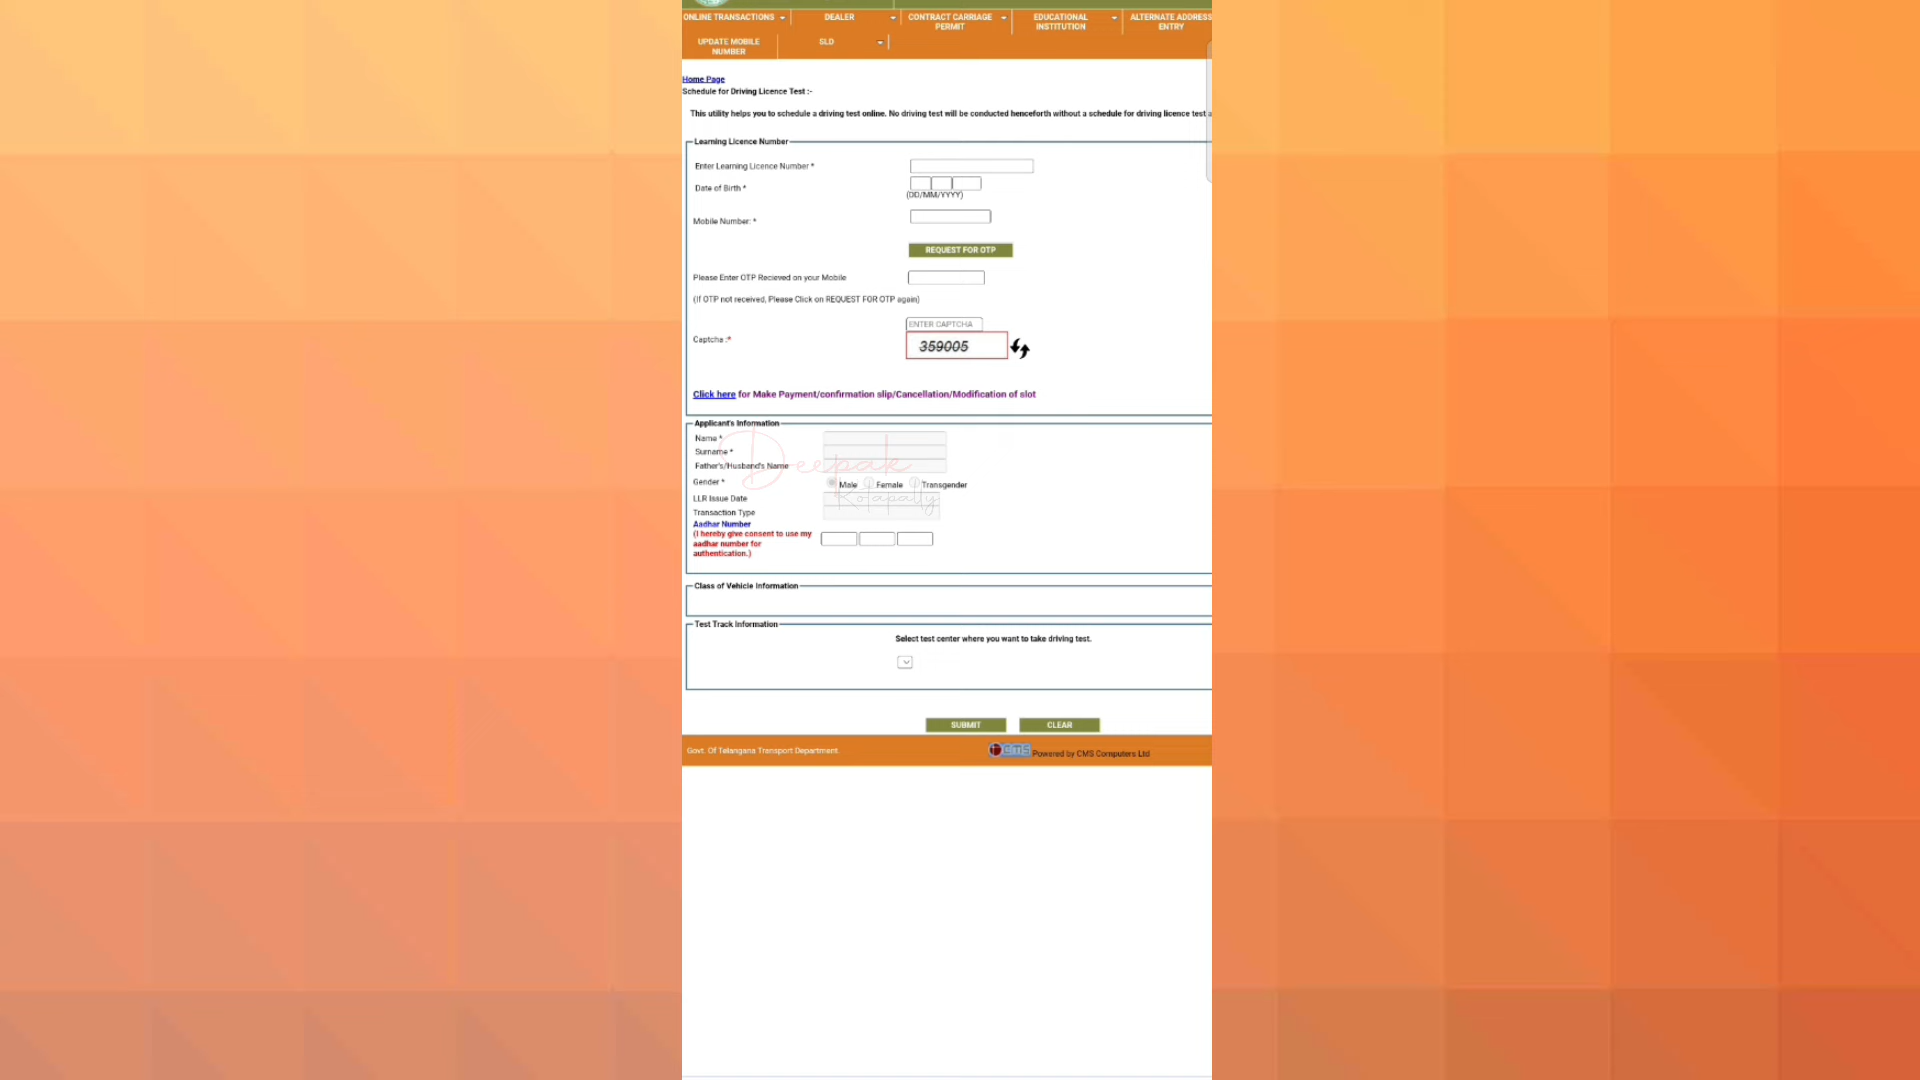 ONLINE TRANSACTIONS
DEALER
CONTRACT CARRIAGE
PERMIT
EDUCATIONAL
INSTITUTION
ALTERNATE ADDRESS
ENTRY
UPDATE MOBILE
NUMBER
SLD
Home Page
Schedule for Driving Licence Test :-
This utility helps you to schedule a driving test online. No driving test will be conducted henceforth without a schedule for driving licence test a
Learning Licence Number
Enter Learning Licence Number *
Date of Birth *
(DD/MM/YYYY)
Mobile Number: *
REQUEST FOR OTP
Please Enter OTP Recieved on your Mobile
(If OTP not received, Please Click on REQUEST FOR OTP again)
ENTER CAPTCHA
Captcha :*
359005
Click here for Make Payment/confirmation slip/Cancellation/Modification of slot
Applicant's Information
Name *
Surname *
Father's/Husband's Name
Deepak
Gender *
Male Female Transgender
Kolapally
LLR Issue Date
Transaction Type
Aadhar Number
(I hereby give consent to use my
aadhar number for
authentication.)
Class of Vehicle Information
Test Track Information
Select test center where you want to take driving test.
SUBMIT
CLEAR
Govt. Of Telangana Transport Department.
CMS Powered by CMS Computers Ltd